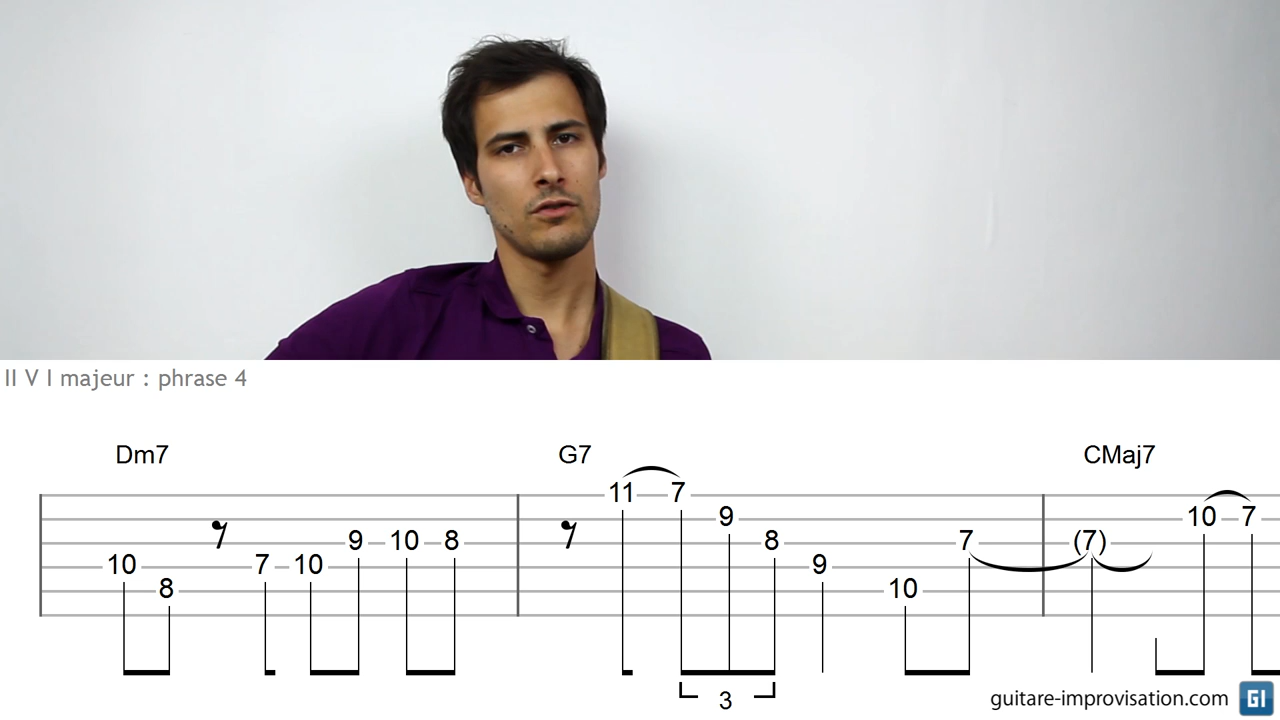 II V I majeur : phrase 4
Dm7 G7 CMaj7
11 7
9 10 7
9 10 8 8 7 (7)
10 7 10 9
8 10
3
guitare-improvisation.com GI